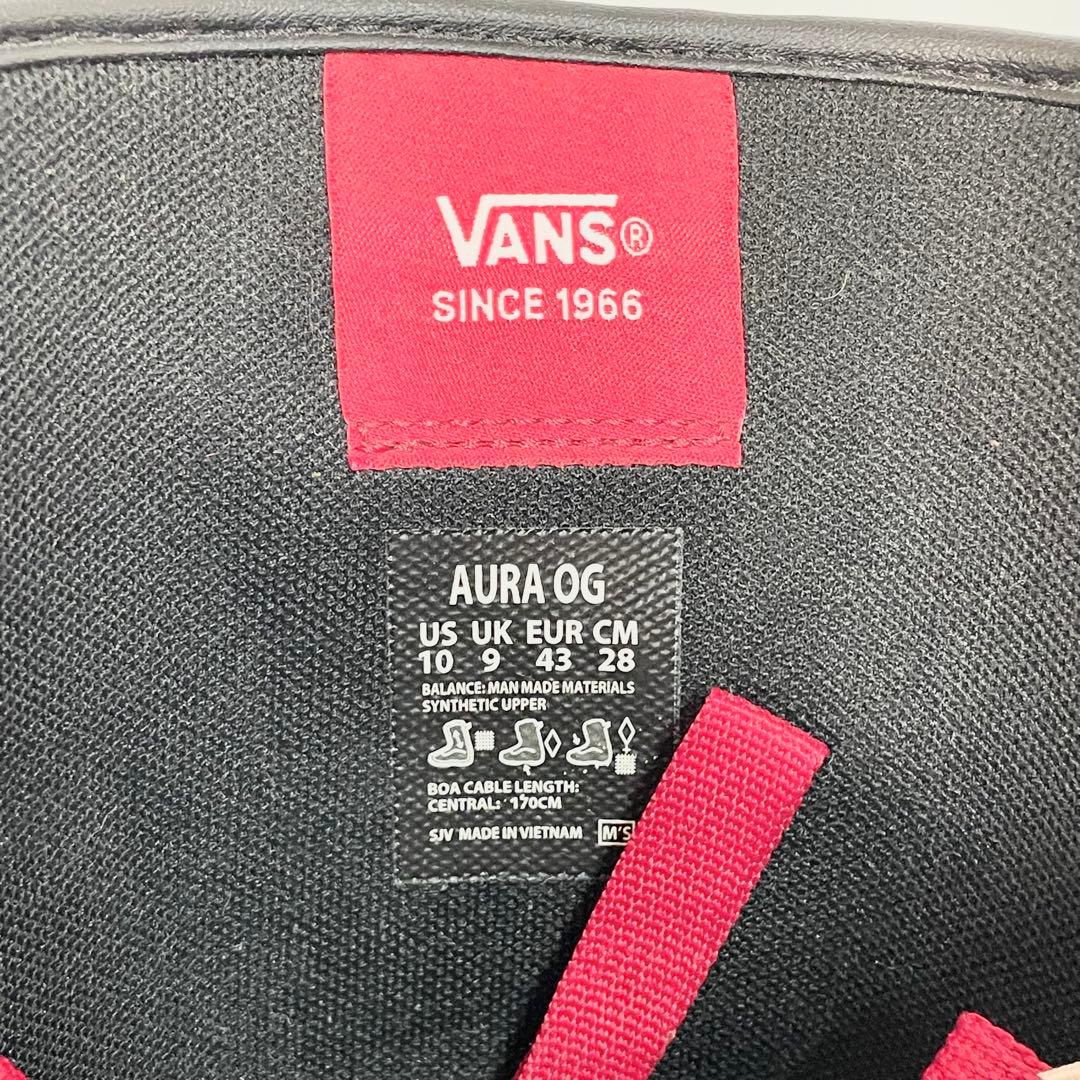 VANS®
SINCE 1966
AURA OG
US UK EUR CM
10 9 43 28
BALANCE: MAN MADE MATERIALS
SYNTHETIC UPPER
BOA CABLE LENGTH:
CENTRAL: 170CM
SJV MADE IN VIETNAM M'S